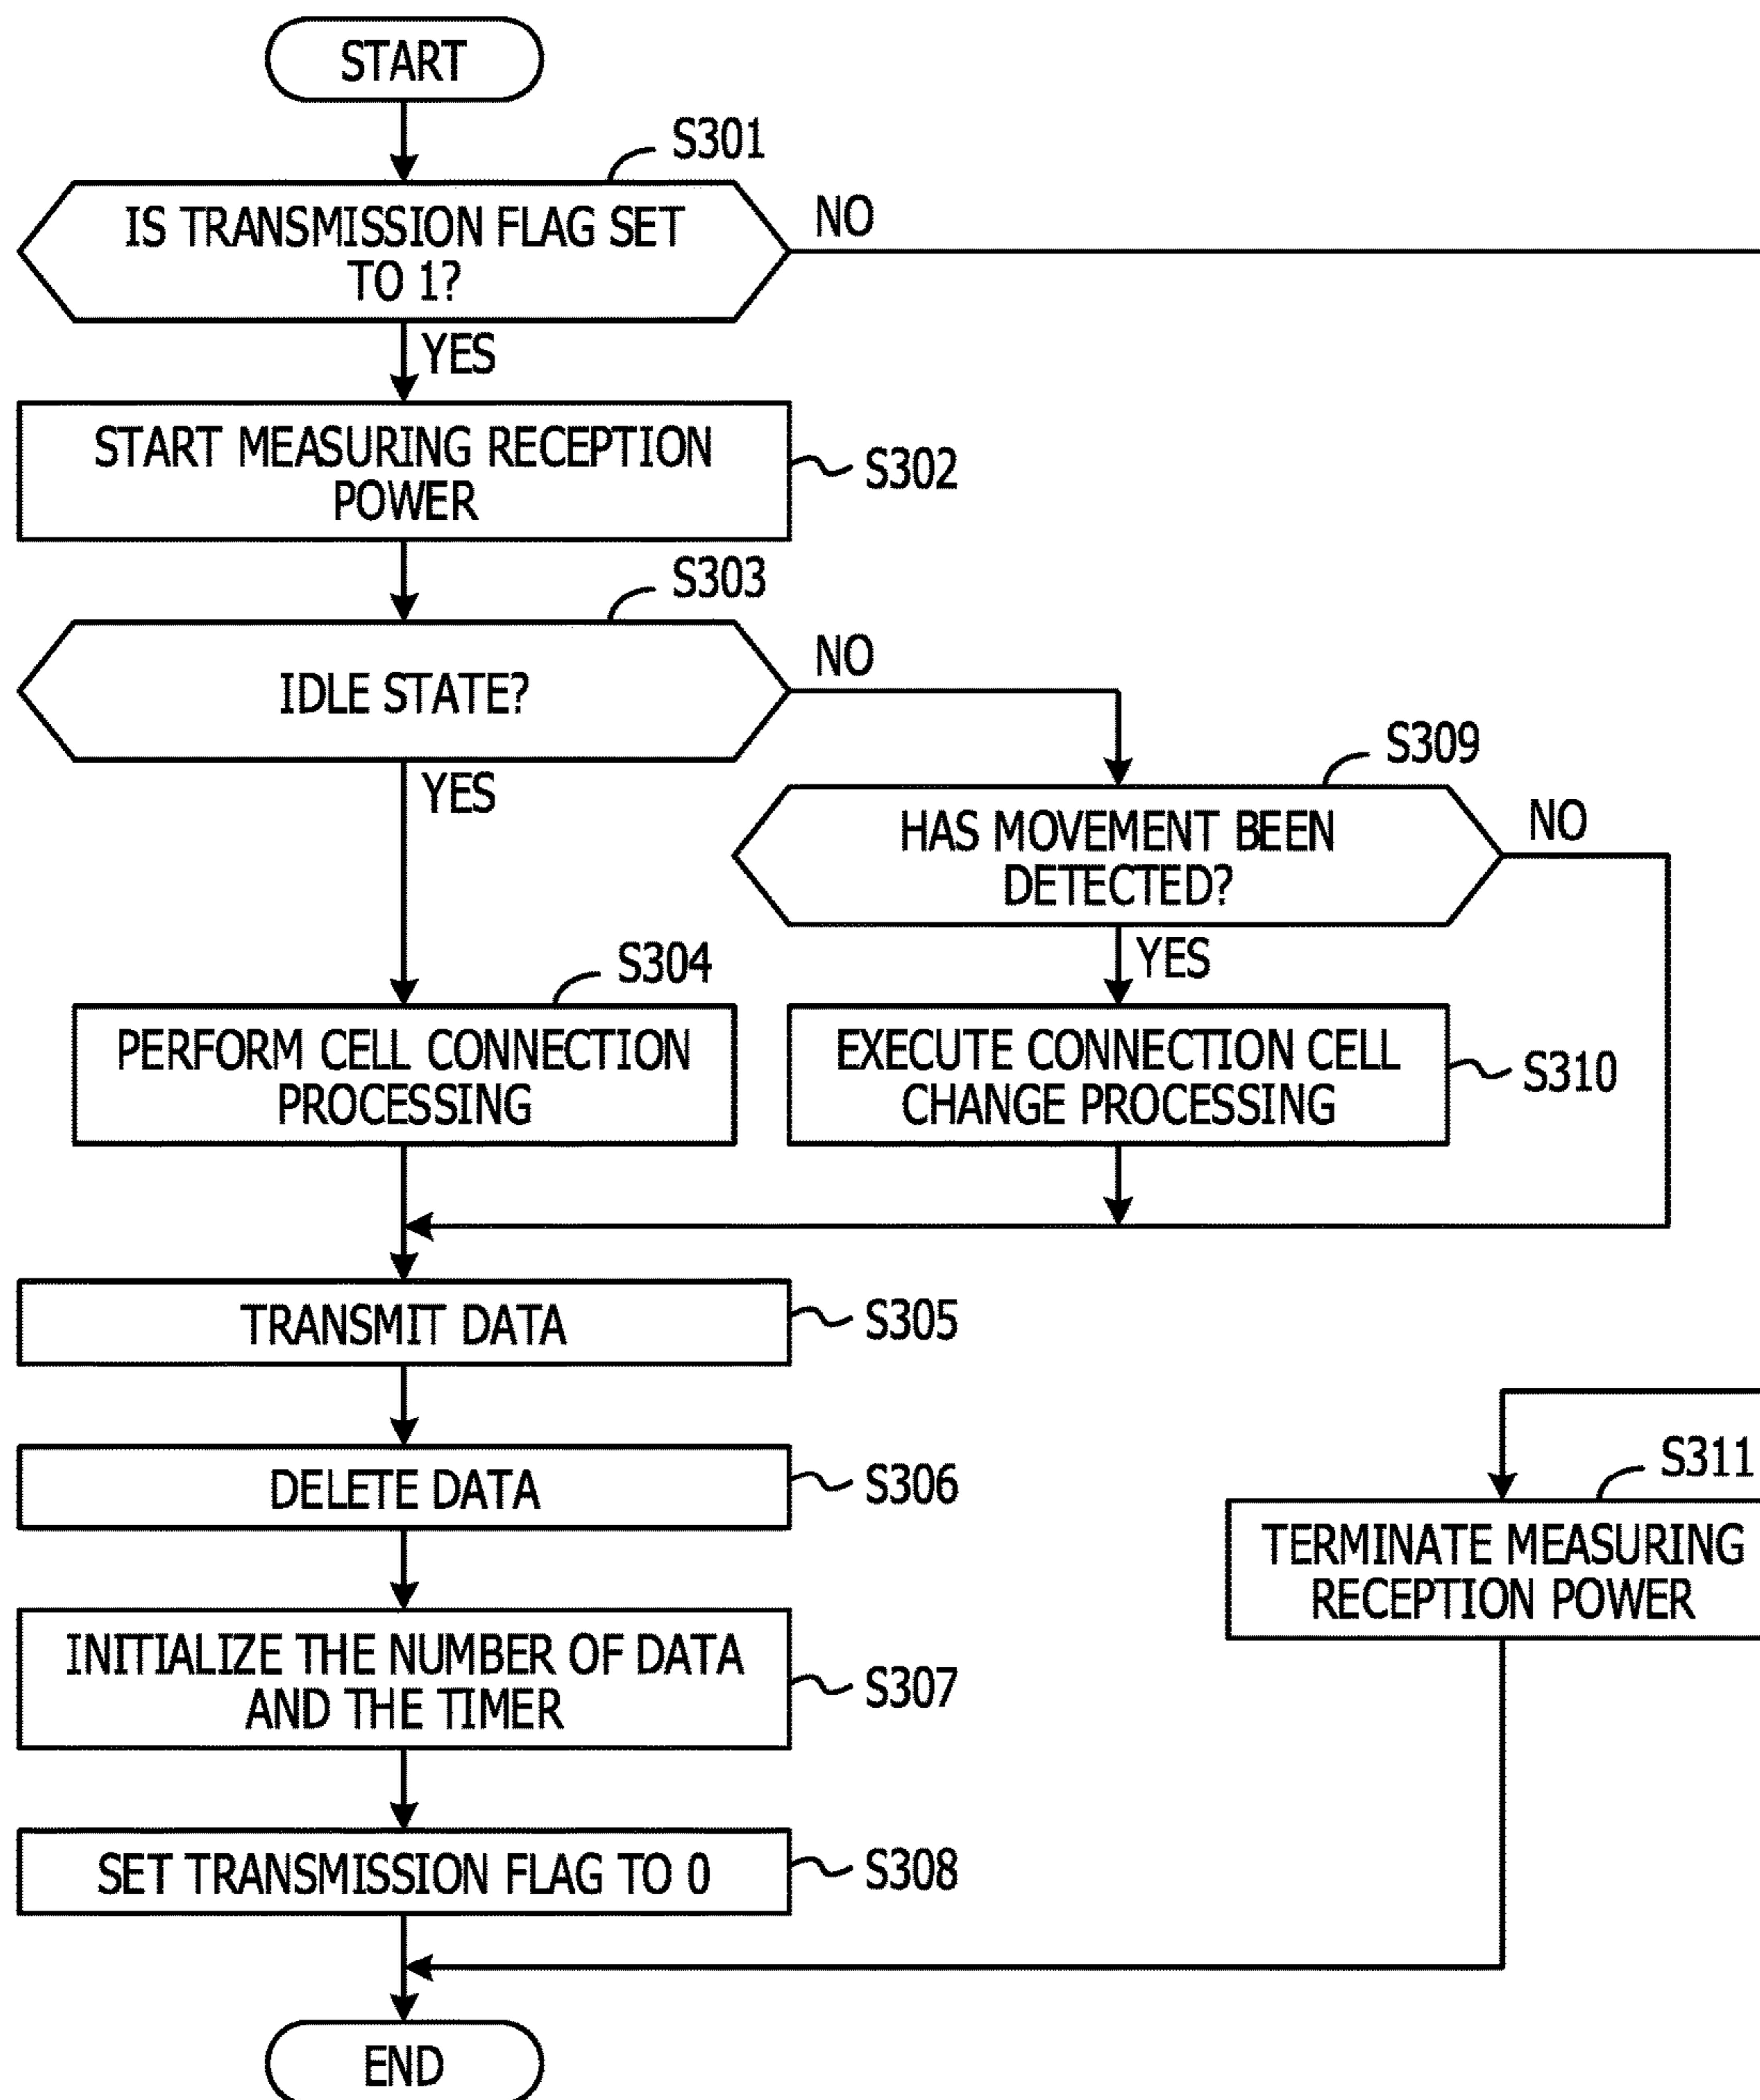 START
S301
IS TRANSMISSION FLAG SET
TO 1?
NO
YES
START MEASURING RECEPTION
POWER
S302
S303
IDLE STATE?
NO
YES
S309
HAS MOVEMENT BEEN
DETECTED?
NO
YES
S304
PERFORM CELL CONNECTION
PROCESSING
EXECUTE CONNECTION CELL
CHANGE PROCESSING
S310
TRANSMIT DATA
S305
DELETE DATA
S306
S311
TERMINATE MEASURING
RECEPTION POWER
INITIALIZE THE NUMBER OF DATA
AND THE TIMER
S307
SET TRANSMISSION FLAG TO 0
S308
END